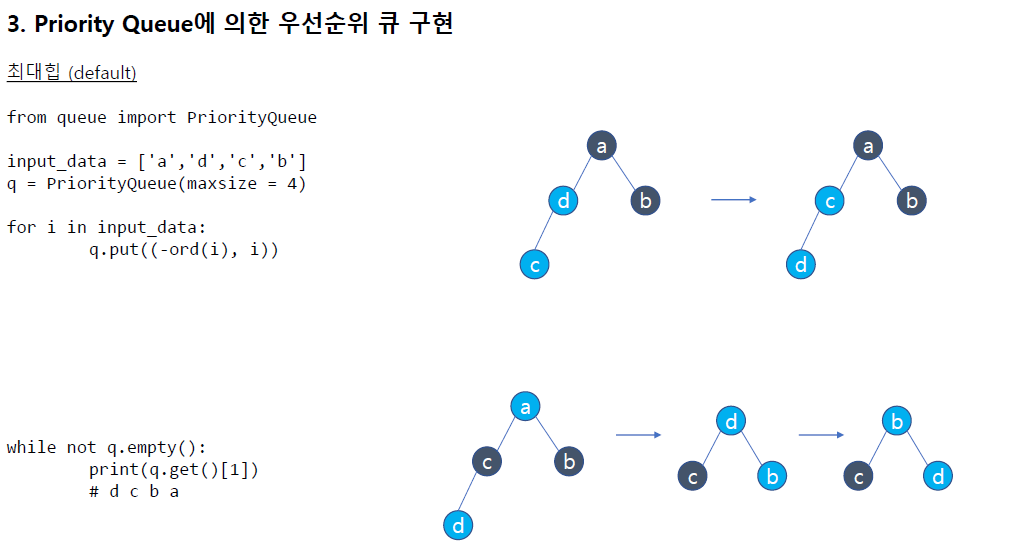 3. Priority Queue에 의한 우선순위 큐 구현
최대힙 (default)
from queue import PriorityQueue
input_data = ['a','d','c','b']
q = PriorityQueue(maxsize = 4)
for i in input_data:
q.put((-ord(i), i))
a
d b
c
a
c b
d
while not q.empty():
print(q.get()[1])
# d c b a
a
c b
d
d
c b
b
c d